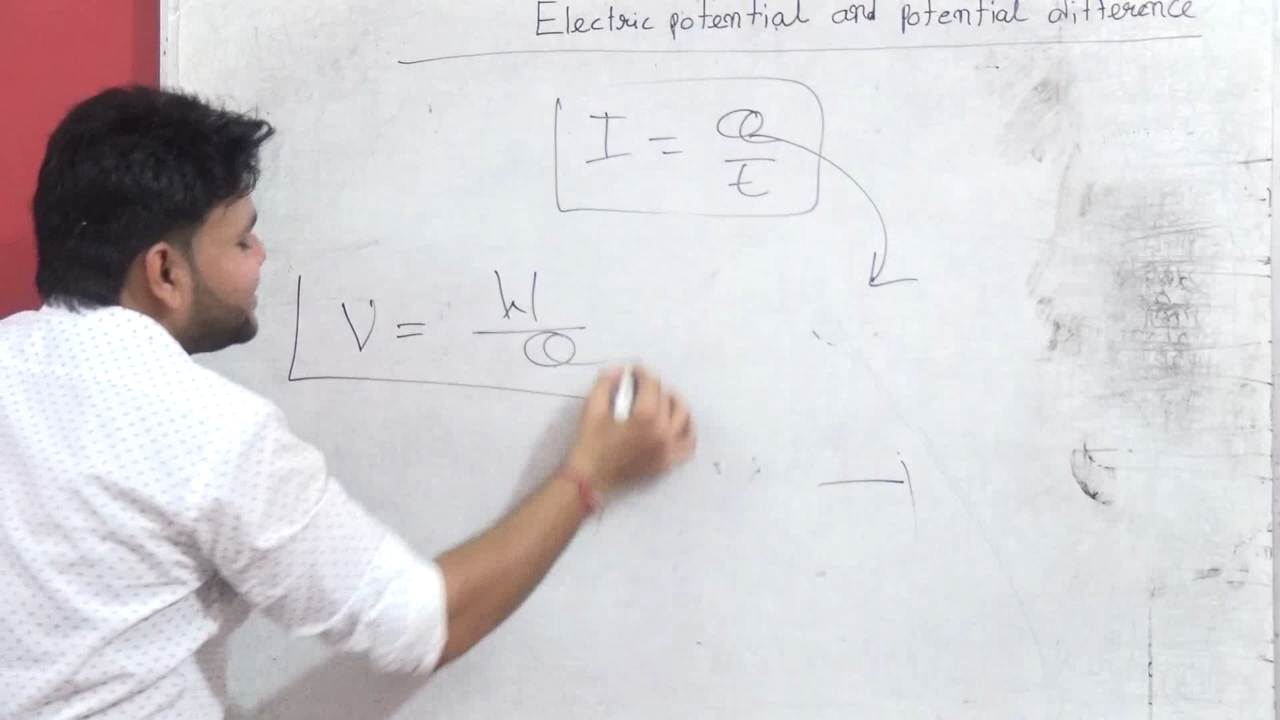 Electric potential and potential difference
I = Q/t
V = W/Q